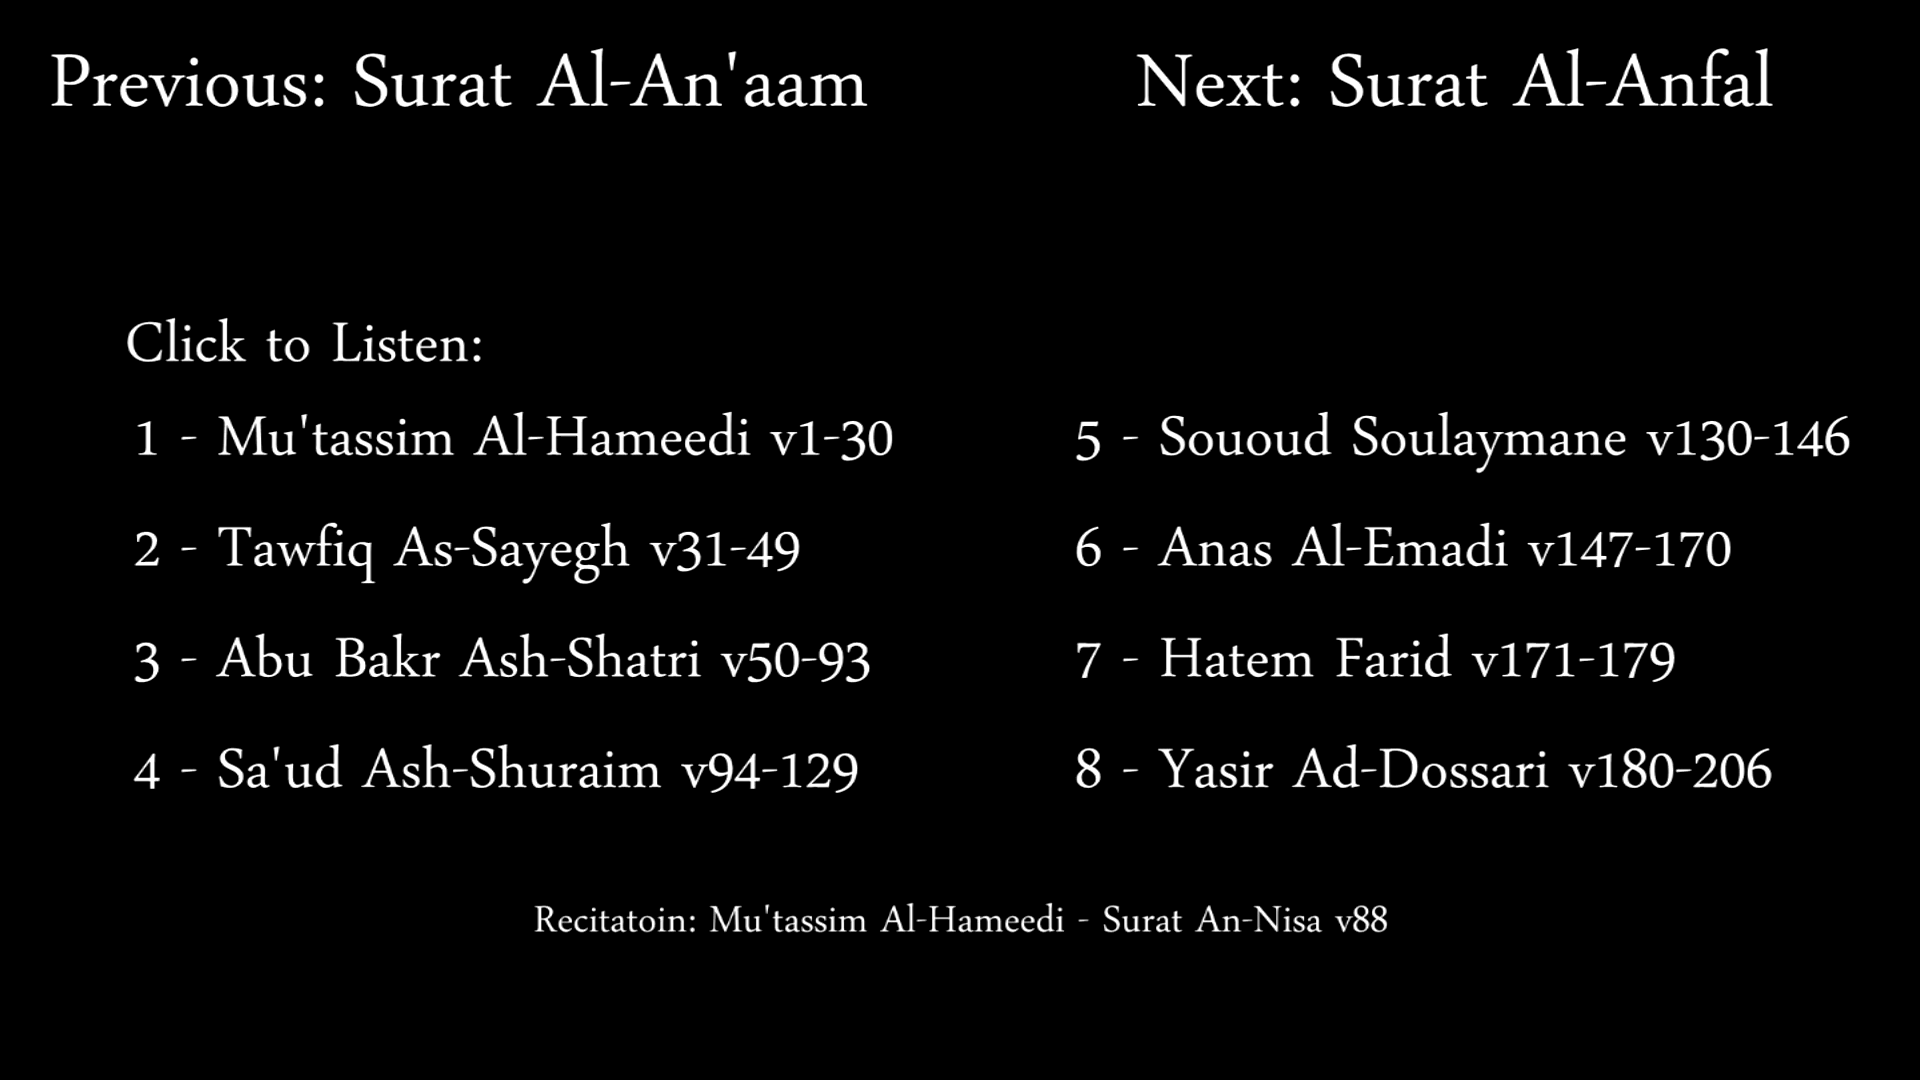 Previous: Surat Al-An'aam
Next: Surat Al-Anfal
Click to Listen:
1 - Mu'tassim Al-Hameedi v1-30
2 - Tawfiq As-Sayegh v31-49
3 - Abu Bakr Ash-Shatri v50-93
4 - Sa'ud Ash-Shuraim v94-129
5 - Sououd Soulaymane v130-146
6 - Anas Al-Emadi v147-170
7 - Hatem Farid v171-179
8 - Yasir Ad-Dossari v180-206
Recitatoin: Mu'tassim Al-Hameedi - Surat An-Nisa v88